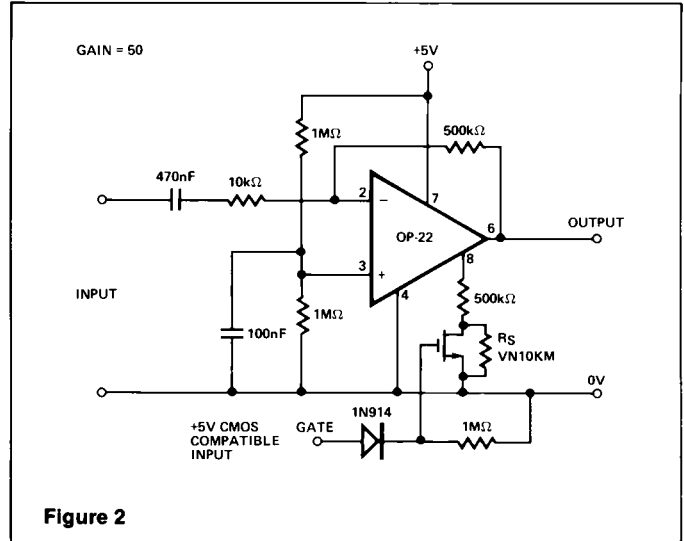 GAIN = 50
+5V
1MΩ
500kΩ
470nF
10kΩ
2
−
7
6
OP-22
OUTPUT
8
3
+
4
500kΩ
INPUT
1MΩ
100nF
RS
VN10KM
0V
+5V CMOS
COMPATIBLE
INPUT
GATE
1N914
1MΩ
Figure 2